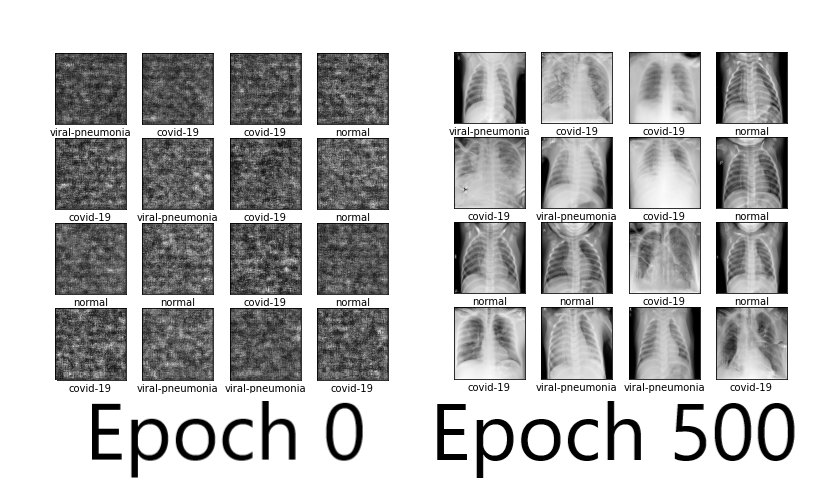 viral-pneumonia covid-19 covid-19 normal
covid-19 viral-pneumonia covid-19 normal
normal normal covid-19 normal
covid-19 viral-pneumonia viral-pneumonia covid-19
Epoch 0
viral-pneumonia covid-19 covid-19 normal
covid-19 viral-pneumonia covid-19 normal
normal normal covid-19 normal
covid-19 viral-pneumonia viral-pneumonia covid-19
Epoch 500